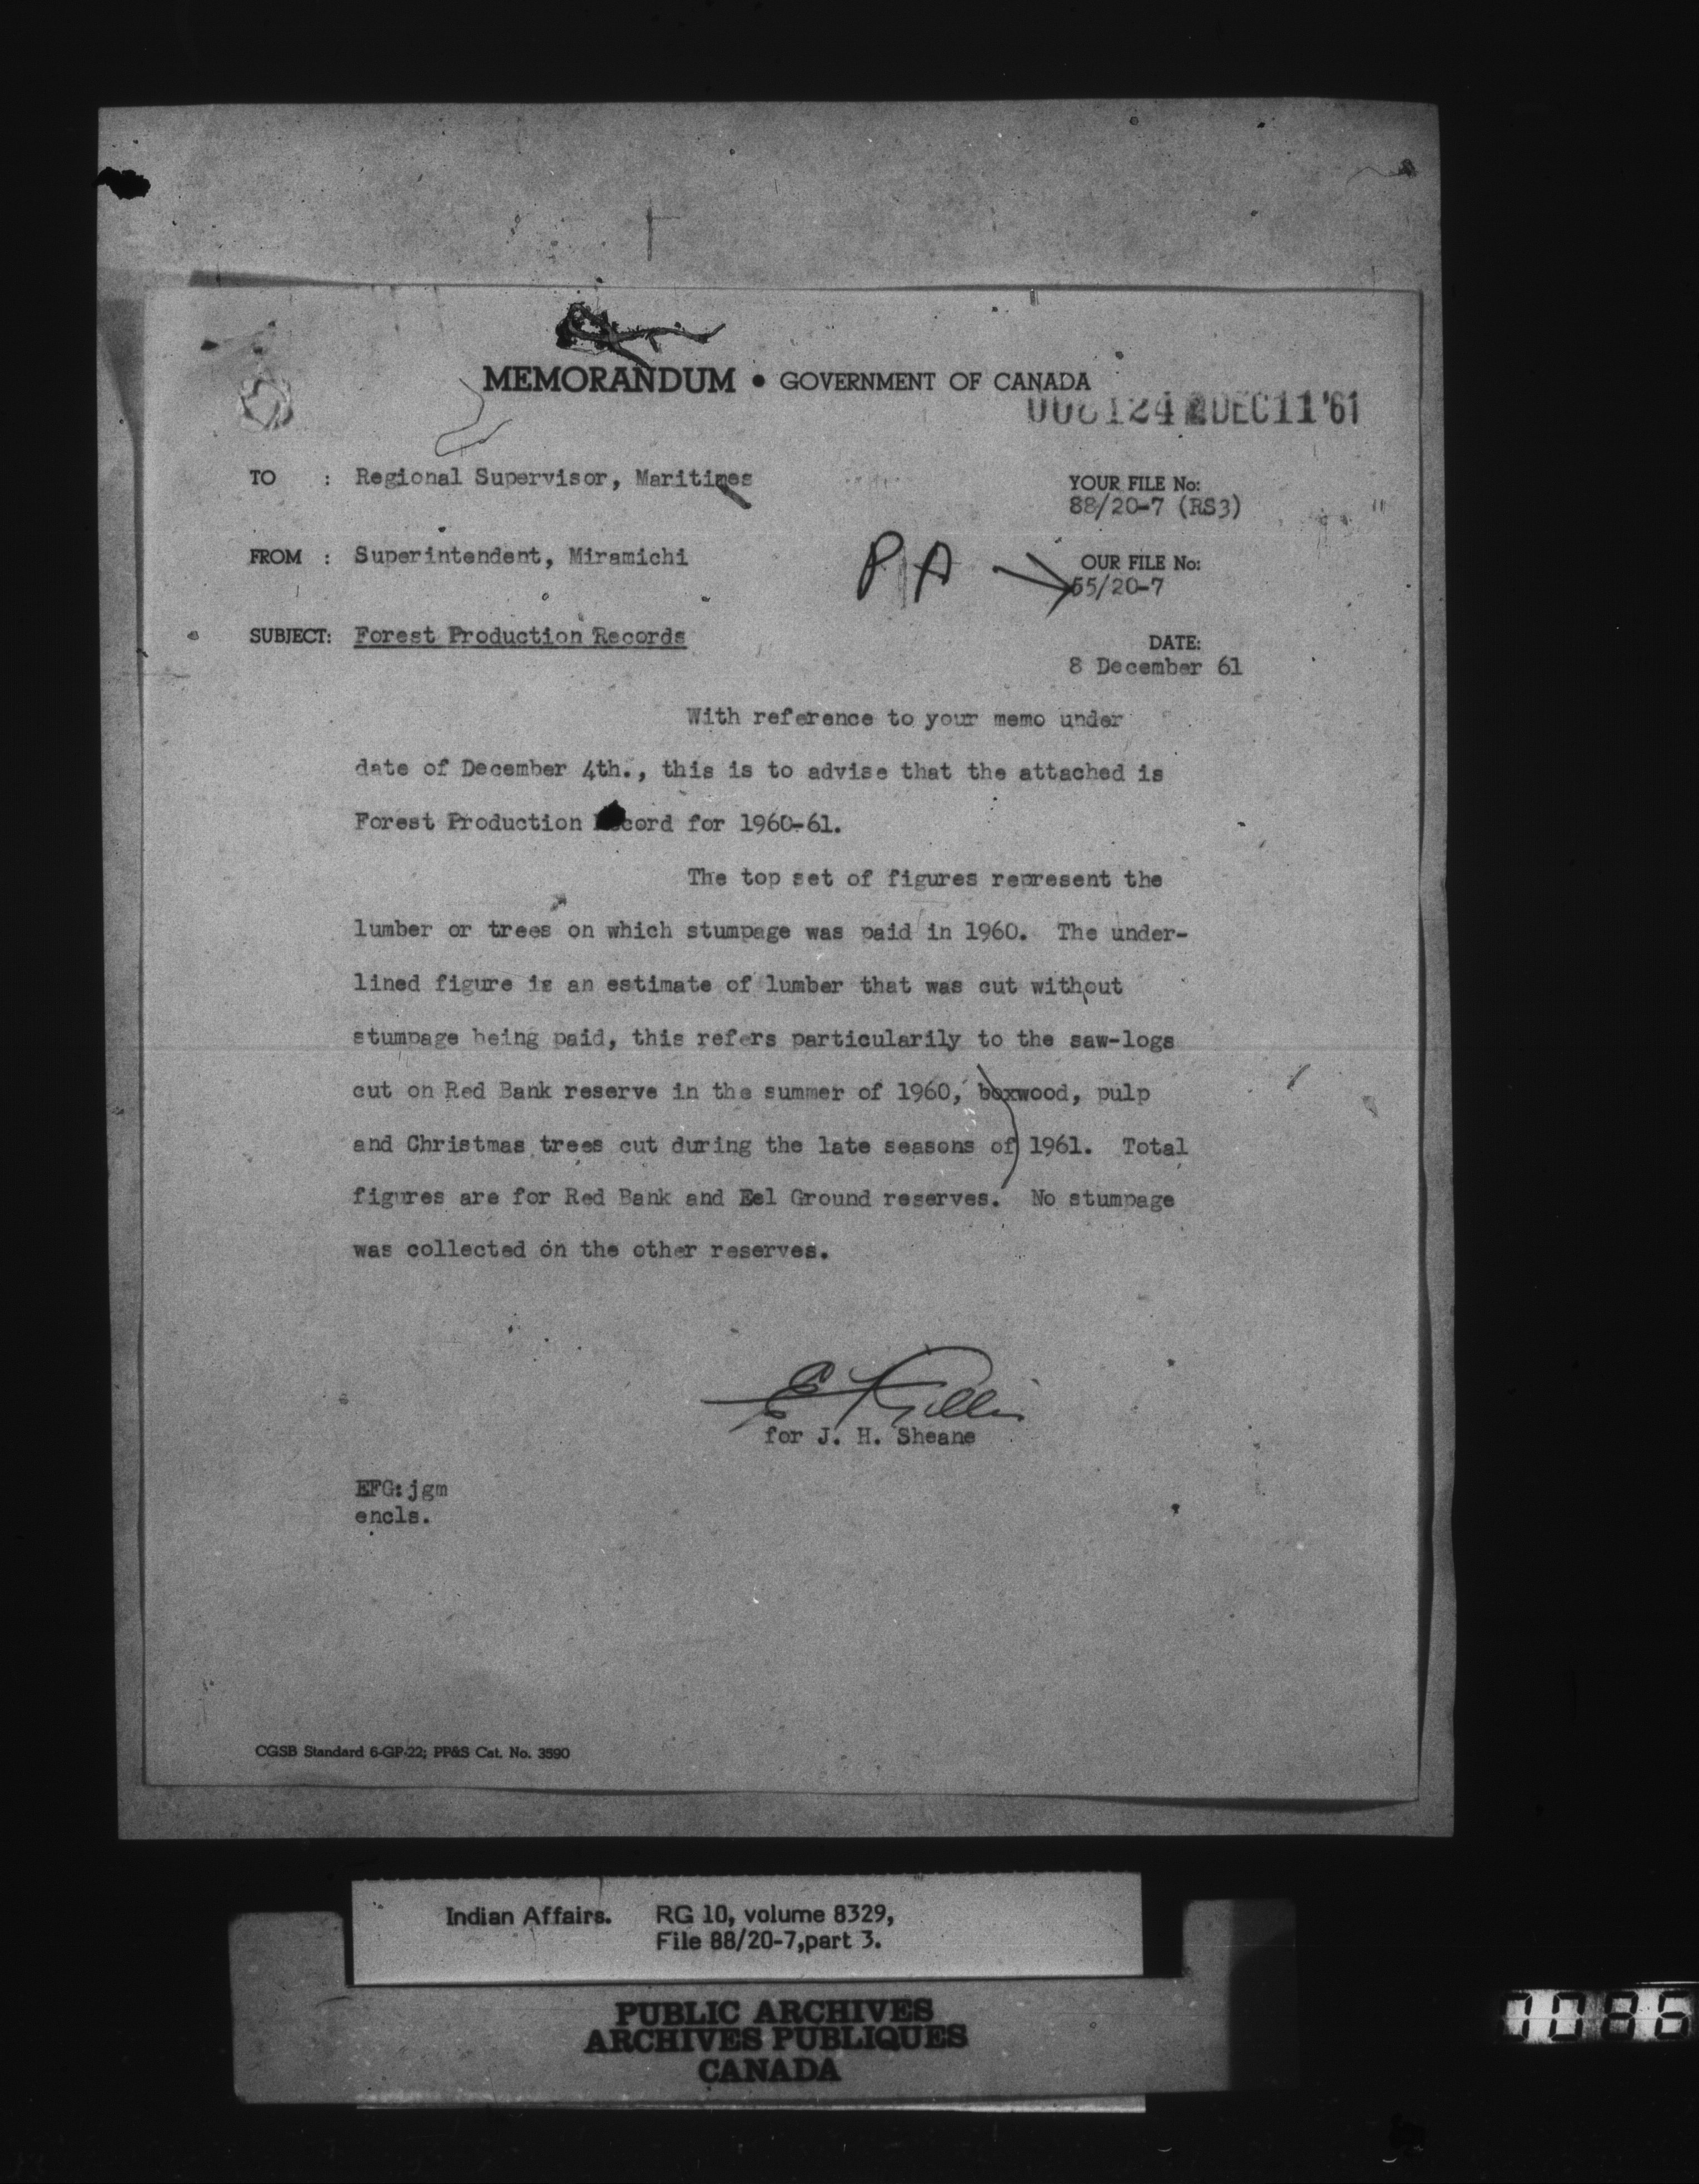 MEMORANDUM • GOVERNMENT OF CANADA
DEC 11 '61
TO : Regional Supervisor, Maritimes
YOUR FILE No:
88/20-7 (RS3)
FROM : Superintendent, Miramichi
P A
OUR FILE No:
55/20-7
SUBJECT: Forest Production Records
DATE:
8 December 61
With reference to your memo under
date of December 4th., this is to advise that the attached is
Forest Production Record for 1960-61.
The top set of figures represent the
lumber or trees on which stumpage was paid in 1960. The under-
lined figure is an estimate of lumber that was cut without
stumpage being paid, this refers particularily to the saw-logs
cut on Red Bank reserve in the summer of 1960, boxwood, pulp
and Christmas trees cut during the late seasons of 1961. Total
figures are for Red Bank and Eel Ground reserves. No stumpage
was collected on the other reserves.
for J. H. Sheane
EFG:jgm
encls.
CGSB Standard 6-GP-22; PP&S Cat. No. 3590
Indian Affairs. RG 10, volume 8329,
File 88/20-7,part 3.
PUBLIC ARCHIVES
ARCHIVES PUBLIQUES
CANADA